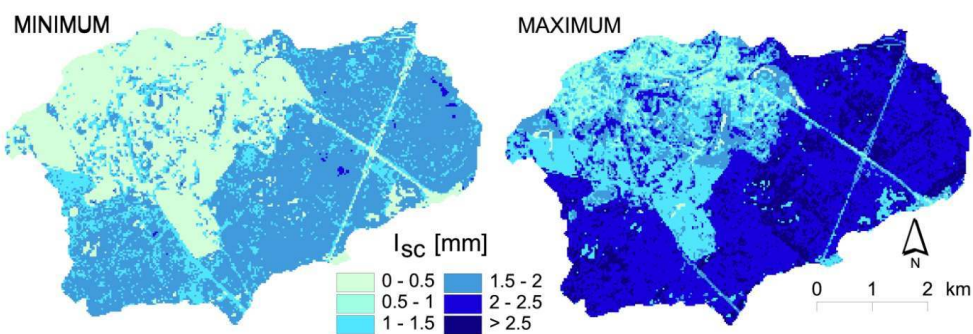 MINIMUM
MAXIMUM
Isc [mm]
0 - 0.5
0.5 - 1
1 - 1.5
1.5 - 2
2 - 2.5
> 2.5
N
0 1 2 km